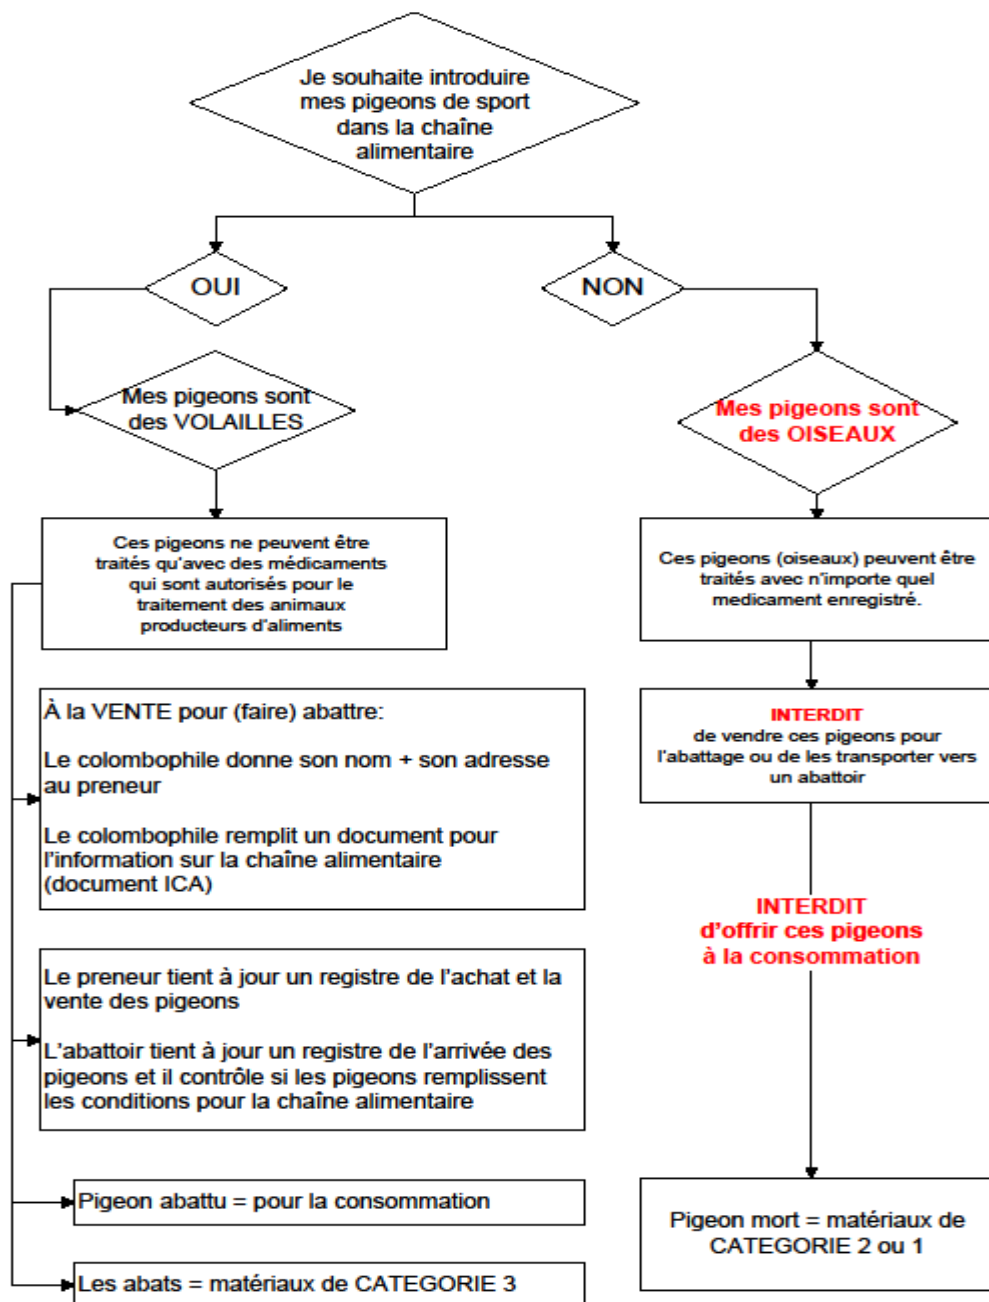 Je souhaite introduire
mes pigeons de sport
dans la chaîne
alimentaire
OUI
NON
Mes pigeons sont
des VOLAILLES
Mes pigeons sont
des OISEAUX
Ces pigeons ne peuvent être
traités qu'avec des médicaments
qui sont autorisés pour le
traitement des animaux
producteurs d'aliments
Ces pigeons (oiseaux) peuvent être
traités avec n'importe quel
medicament enregistré.
À la VENTE pour (faire) abattre:
Le colombophile donne son nom + son adresse
au preneur
Le colombophile remplit un document pour
l'information sur la chaîne alimentaire
(document ICA)
INTERDIT
de vendre ces pigeons pour
l'abattage ou de les transporter vers
un abattoir
INTERDIT
d'offrir ces pigeons
à la consommation
Le preneur tient à jour un registre de l'achat et la
vente des pigeons
L'abattoir tient à jour un registre de l'arrivée des
pigeons et il contrôle si les pigeons remplissent
les conditions pour la chaîne alimentaire
Pigeon abattu = pour la consommation
Pigeon mort = matériaux de
CATEGORIE 2 ou 1
Les abats = matériaux de CATEGORIE 3